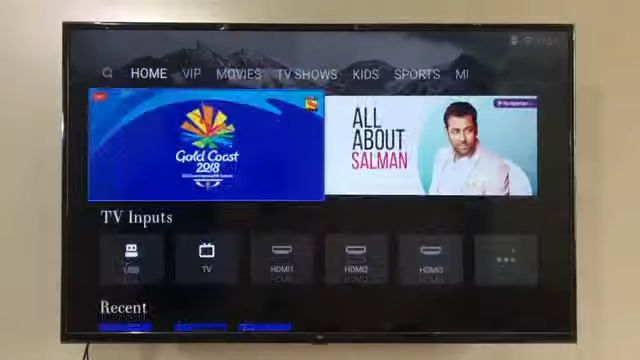 HOME VIP MOVIES TV SHOWS KIDS SPORTS MI
Gold Coast
2018
ALL
ABOUT
SALMAN
TV Inputs
USB TV HDMI1 HDMI2 HDMI3
Recent